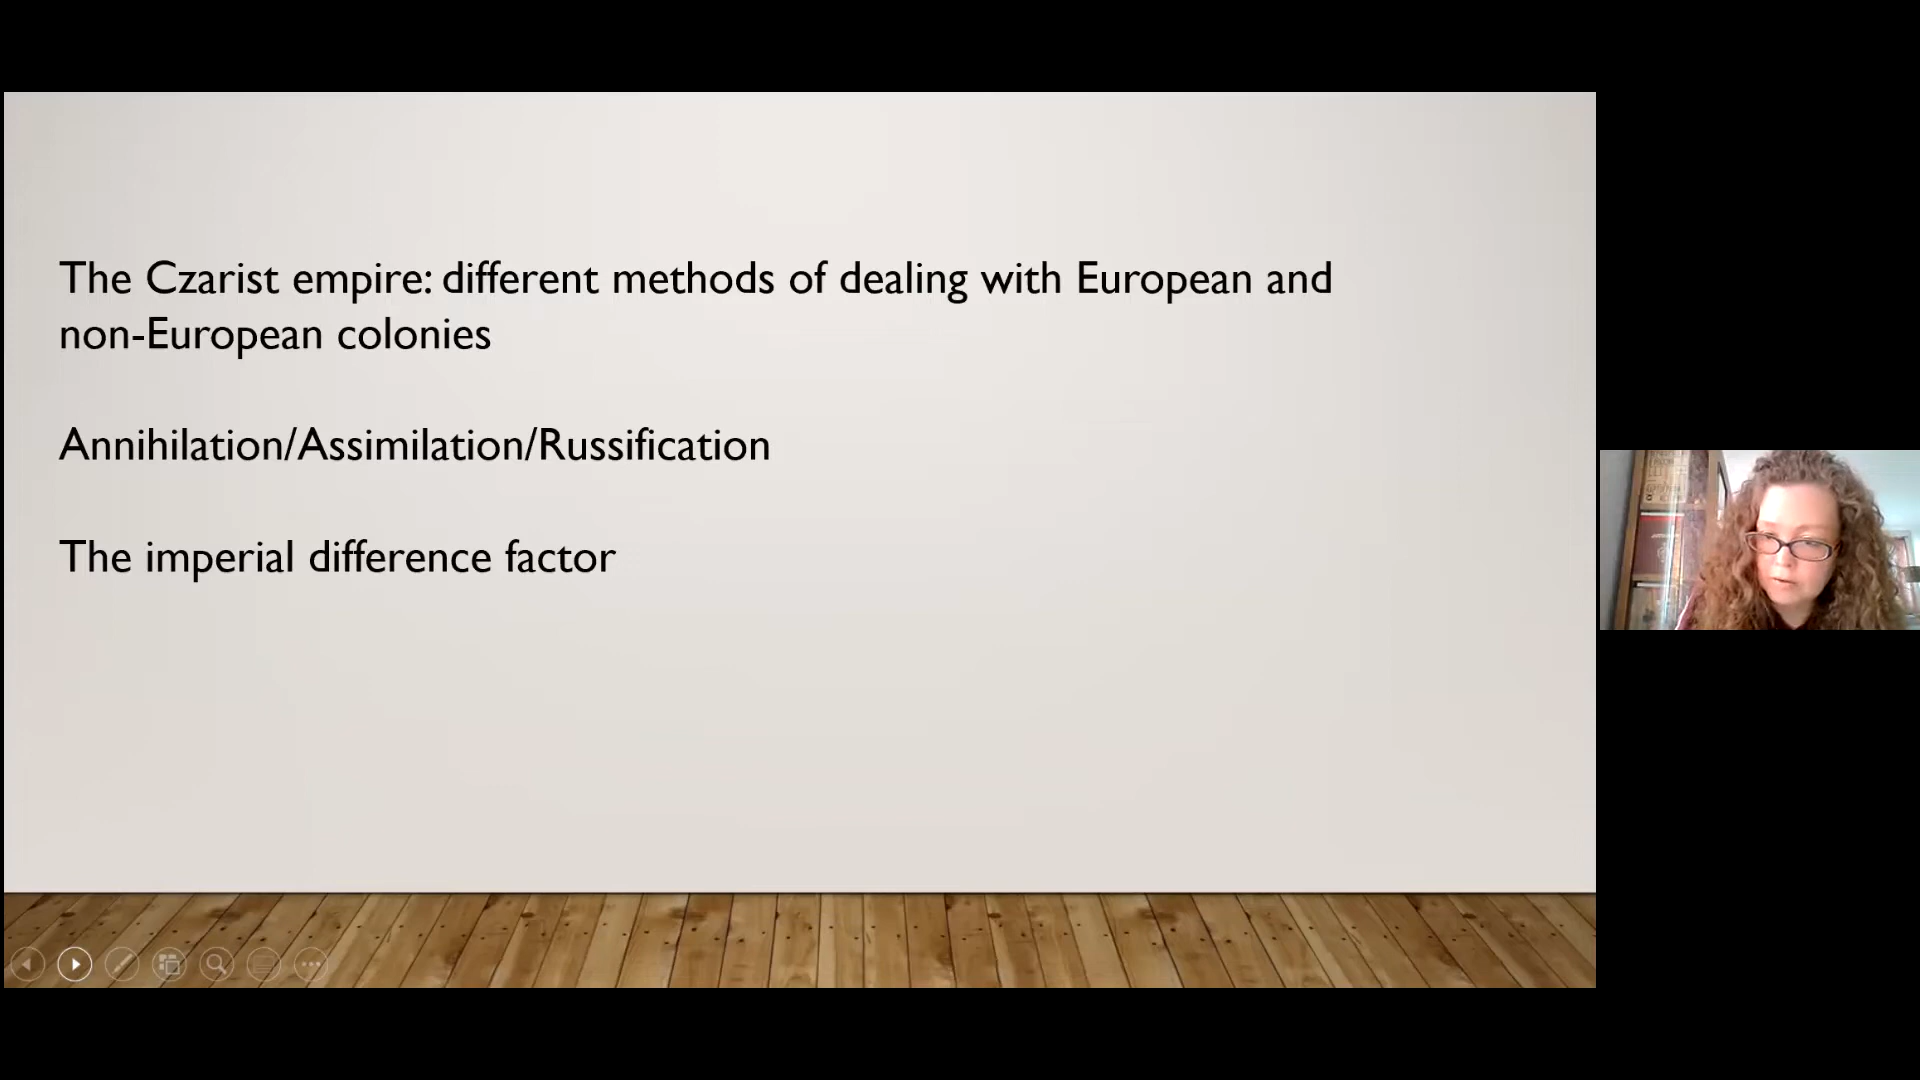 The Czarist empire: different methods of dealing with European and
non-European colonies
Annihilation/Assimilation/Russification
The imperial difference factor